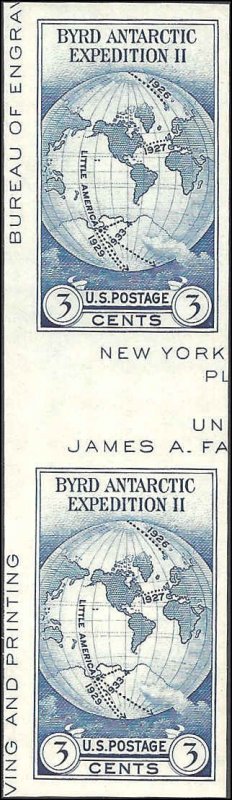 BUREAU OF ENGRAV
BYRD ANTARCTIC
EXPEDITION II
1926
1927
LITTLE AMERICA
1929
1933
3 U.S. POSTAGE 3
CENTS
NEW YORK
PL
UN
JAMES A. FA
VING AND PRINTING
BYRD ANTARCTIC
EXPEDITION II
1926
1927
LITTLE AMERICA
1929
1933
3 U.S. POSTAGE 3
CENTS